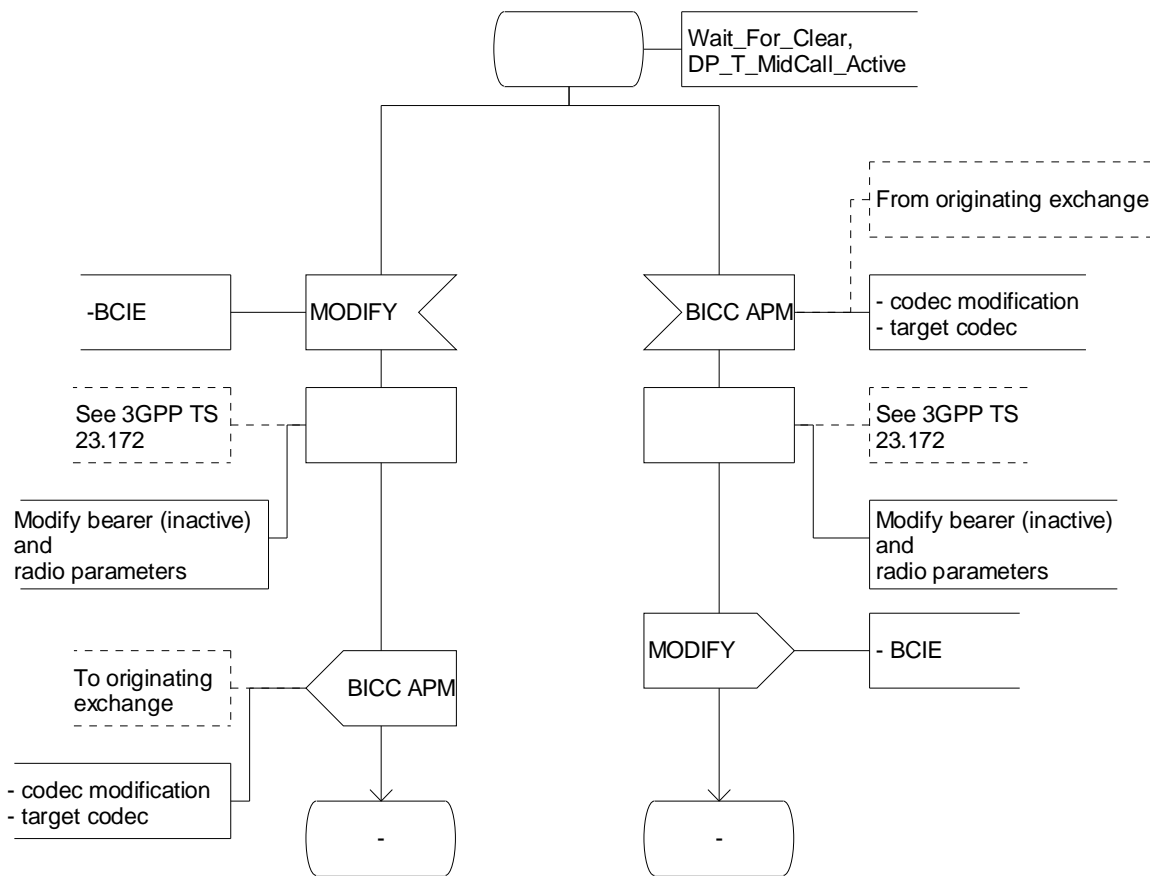 Wait_For_Clear,
DP_T_MidCall_Active
From originating exchange
-BCIE
MODIFY
BICC APM
- codec modification
- target codec
See 3GPP TS
23.172
See 3GPP TS
23.172
Modify bearer (inactive)
and
radio parameters
Modify bearer (inactive)
and
radio parameters
MODIFY
- BCIE
To originating
exchange
BICC APM
- codec modification
- target codec
-
-